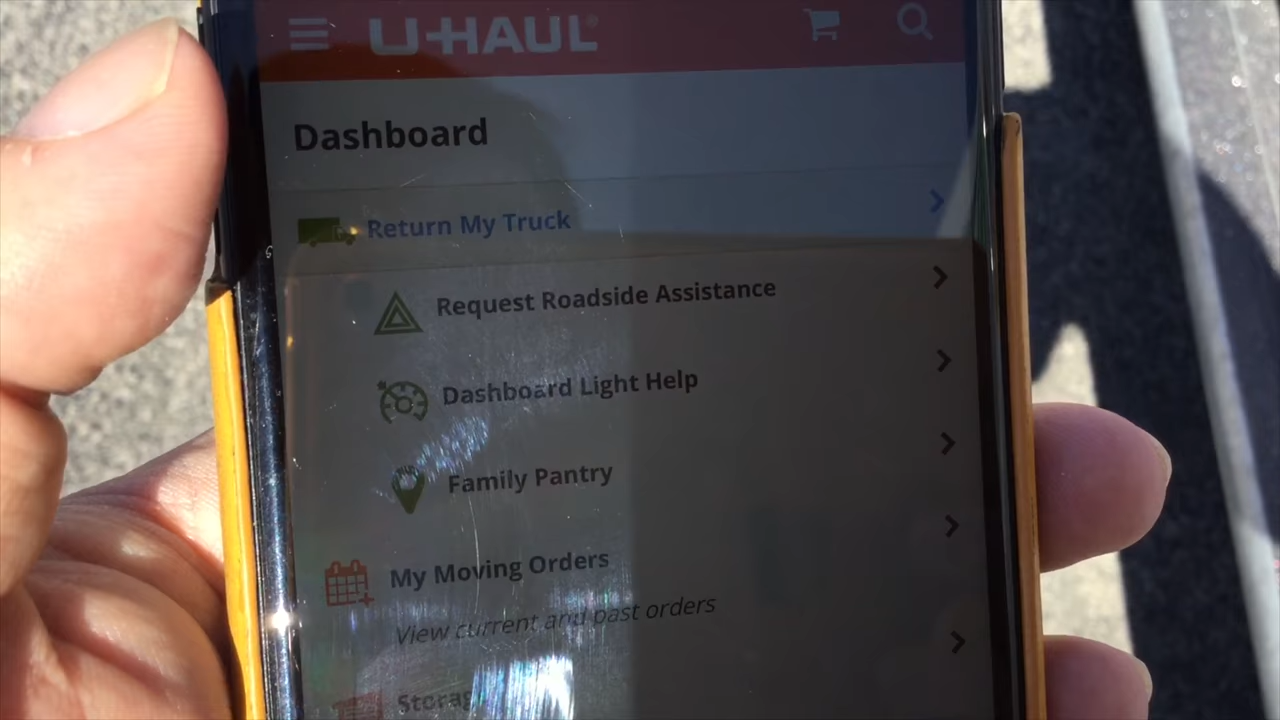 U-HAUL®
Dashboard
Return My Truck
Request Roadside Assistance
Dashboard Light Help
Family Pantry
My Moving Orders
View current and past orders